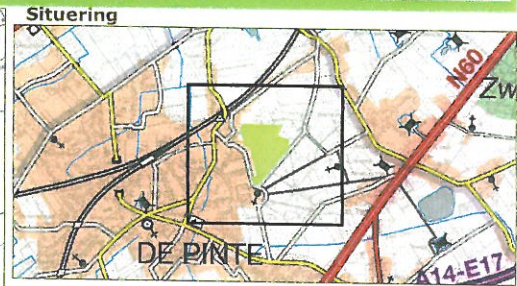 Situering
N60
Zw
DE PINTE
A14-E17